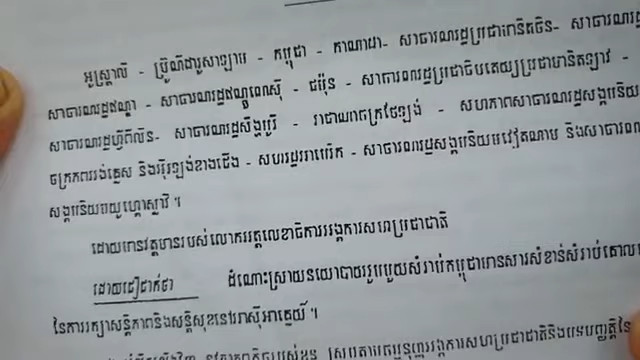 អូស្ត្រាលី - ប្រ៊ុយណេដារូសាឡាម - កម្ពុជា - កាណាដា - សាធារណរដ្ឋប្រជាមានិតចិន - សាធារណរដ្ឋ
សាធារណរដ្ឋឥណ្ឌា - សាធារណរដ្ឋឥណ្ឌូណេស៊ី - ជប៉ុន - សាធារណរដ្ឋប្រជាធិបតេយ្យប្រជាមានិតឡាវ -
សាធារណរដ្ឋហ្វីលីពីន - សាធារណរដ្ឋសិង្ហបូរី - រាជាណាចក្រថៃឡង់ - សហភាពសាធារណរដ្ឋសង្គមនិយម
ចក្រភពអង់គ្លេស និងអ៊ីរឡង់ខាងជើង - សហរដ្ឋអាមេរិក - សាធារណរដ្ឋសង្គមនិយមវៀតណាម និងសាធារណ
សង្គមនិយមយូហ្គោស្លាវី ។
ដោយមានវត្តមានរបស់លោកអគ្គលេខាធិការអង្គការសហប្រជាជាតិ
ដោយជឿជាក់ថា ដំណោះស្រាយនយោបាយរួមមួយសំរាប់កម្ពុជាមានសារសំខាន់សំរាប់គោល
នៃការរក្សាសន្តិភាពនិងសន្តិសុខនៅអាស៊ីអាគ្នេយ៍ ។